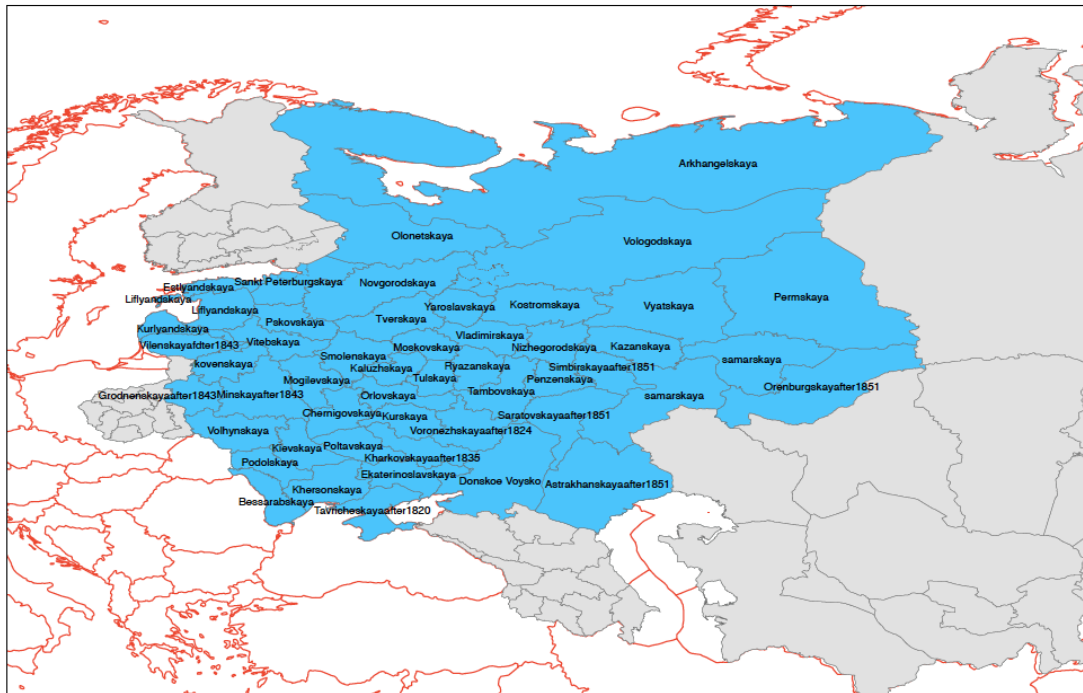 Arkhangelskaya
Olonetskaya
Vologodskaya
Sankt Peterburgskaya
Estlyandskaya
Novgorodskaya
Liflyandskaya
Permskaya
Yaroslavskaya
Kostromskaya
Vyatskaya
Liflyandskaya
Tverskaya
Pskovskaya
Kurlyandskaya
Vladimirskaya
Vitebskaya
Vilenskayafdter1843
Moskovskaya
Nizhegorodskaya
Kazanskaya
Smolenskaya
samarskaya
kovenskaya
Kaluzhskaya
Ryazanskaya
Simbirskayaafter1851
Tulskaya
Penzenskaya
Mogilevskaya
Orenburgskayafter1851
Tambovskaya
Grodnenskayaafter1843
Minskayaafter1843
Orlovskaya
samarskaya
Chernigovskaya
Kurskaya
Saratovskayaafter1851
Volhynskaya
Voronezhskayaafter1824
Kievskaya
Poltavskaya
Kharkovskayaafter1835
Podolskaya
Ekaterinoslavskaya
Donskoe Voysko
Astrakhanskayaafter1851
Khersonskaya
Bessarabskaya
Tavricheskayaafter1820